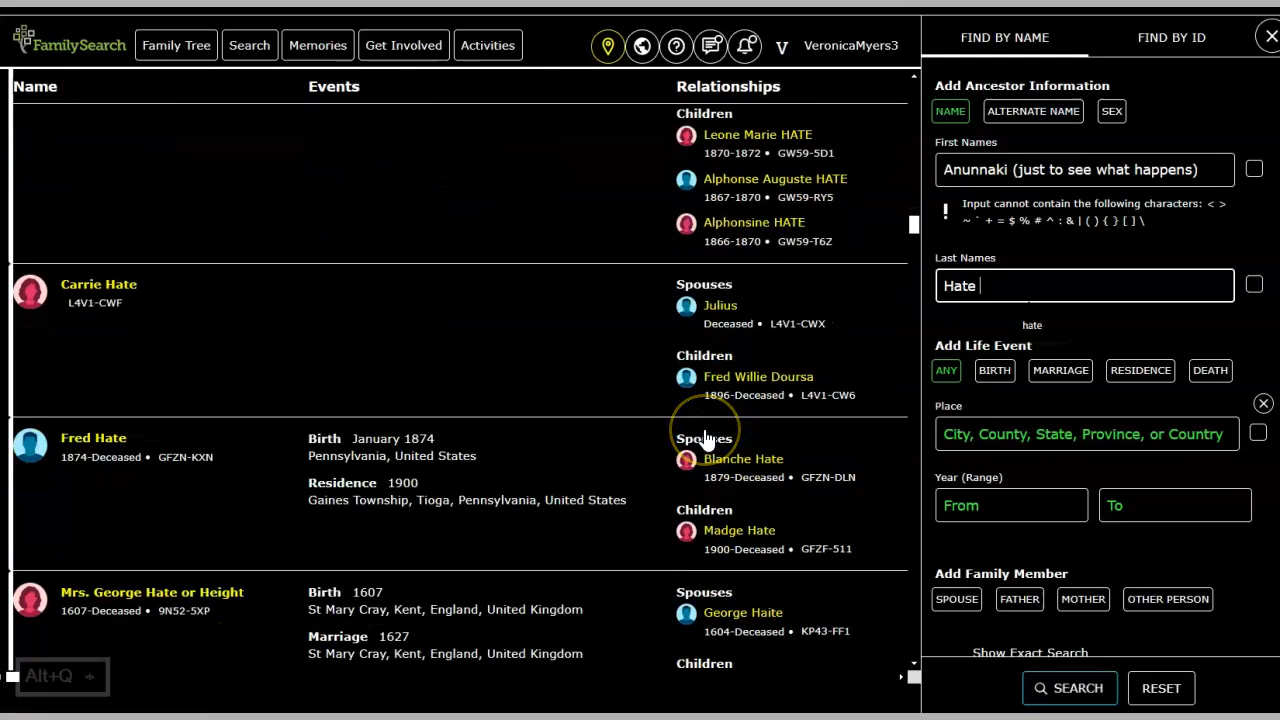 FamilySearch
Family Tree
Search
Memories
Get Involved
Activities
V
VeronicaMyers3
Name
Events
Relationships
Children
Leone Marie HATE
1870-1872 • GW59-5D1
Alphonse Auguste HATE
1867-1870 • GW59-RY5
Alphonsine HATE
1866-1870 • GW59-T6Z
Carrie Hate
L4V1-CWF
Spouses
Julius
Deceased • L4V1-CWX
Children
Fred Willie Doursa
1896-Deceased • L4V1-CW6
Fred Hate
1874-Deceased • GFZN-KXN
Birth January 1874
Pennsylvania, United States
Residence 1900
Gaines Township, Tioga, Pennsylvania, United States
Spouses
Blanche Hate
1879-Deceased • GFZN-DLN
Children
Madge Hate
1900-Deceased • GFZF-511
Mrs. George Hate or Height
1607-Deceased • 9N52-5XP
Birth 1607
St Mary Cray, Kent, England, United Kingdom
Marriage 1627
St Mary Cray, Kent, England, United Kingdom
Spouses
George Haite
1604-Deceased • KP43-FF1
Children
Alt+Q
FIND BY NAME
FIND BY ID
Add Ancestor Information
NAME
ALTERNATE NAME
SEX
First Names
Anunnaki (just to see what happens)
! Input cannot contain the following characters: < >
~ ` + = $ % # ^ : & | ( ) { } [ ] \
Last Names
Hate
hate
Add Life Event
ANY
BIRTH
MARRIAGE
RESIDENCE
DEATH
Place
City, County, State, Province, or Country
Year (Range)
From
To
Add Family Member
SPOUSE
FATHER
MOTHER
OTHER PERSON
Show Exact Search
SEARCH
RESET